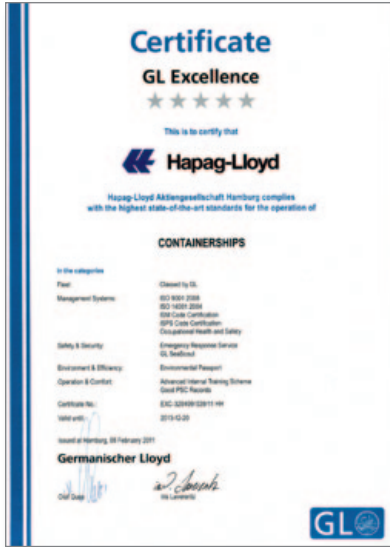 Certificate
GL Excellence
This is to certify that
Hapag-Lloyd
Hapag-Lloyd Aktiengesellschaft Hamburg complies
with the highest state-of-the-art standards for the operation of
CONTAINERSHIPS
In the categories
Fleet: Classed by GL
Management Systems: ISO 9001:2008
ISO 14001:2004
ISM Code Certification
ISPS Code Certification
Occupational Health and Safety
Safety & Security: Emergency Response Service
GL SeaScout
Environment & Efficiency: Environmental Passport
Operation & Comfort: Advanced Internal Training Scheme
Good PSC Records
Certificate No.:
Valid until: 2013-12-20
Issued at Hamburg, 08 February 2011
Germanischer Lloyd
Olaf
GL